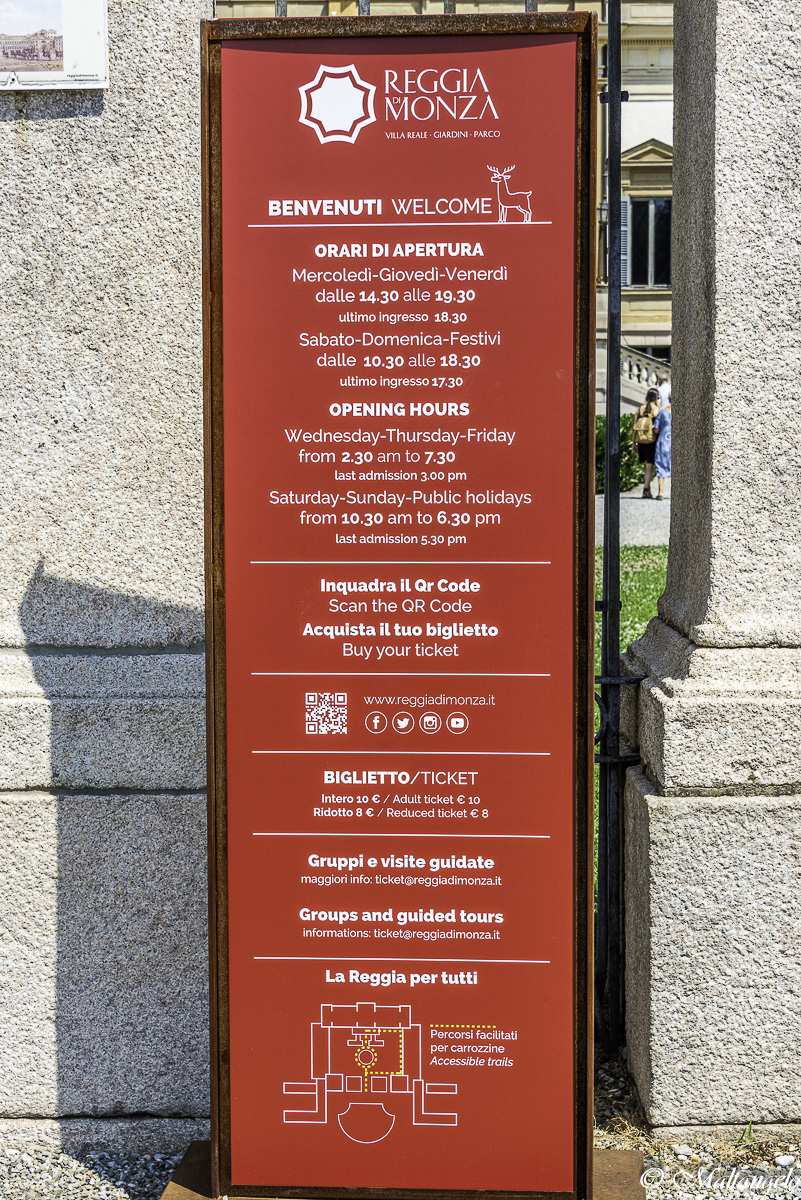 reggiadimonza.it
REGGIA
DI
MONZA
VILLA REALE · GIARDINI · PARCO
BENVENUTI WELCOME
ORARI DI APERTURA
Mercoledì-Giovedì-Venerdì
dalle 14.30 alle 19.30
ultimo ingresso 18.30
Sabato-Domenica-Festivi
dalle 10.30 alle 18.30
ultimo ingresso 17.30
OPENING HOURS
Wednesday-Thursday-Friday
from 2.30 am to 7.30
last admission 3.00 pm
Saturday-Sunday-Public holidays
from 10.30 am to 6.30 pm
last admission 5.30 pm
Inquadra il Qr Code
Scan the QR Code
Acquista il tuo biglietto
Buy your ticket
www.reggiadimonza.it
BIGLIETTO/TICKET
Intero 10 € / Adult ticket € 10
Ridotto 8 € / Reduced ticket € 8
Gruppi e visite guidate
maggiori info: ticket@reggiadimonza.it
Groups and guided tours
informations: ticket@reggiadimonza.it
La Reggia per tutti
Percorsi facilitati
per carrozzine
Accessible trails
© Mallangelo